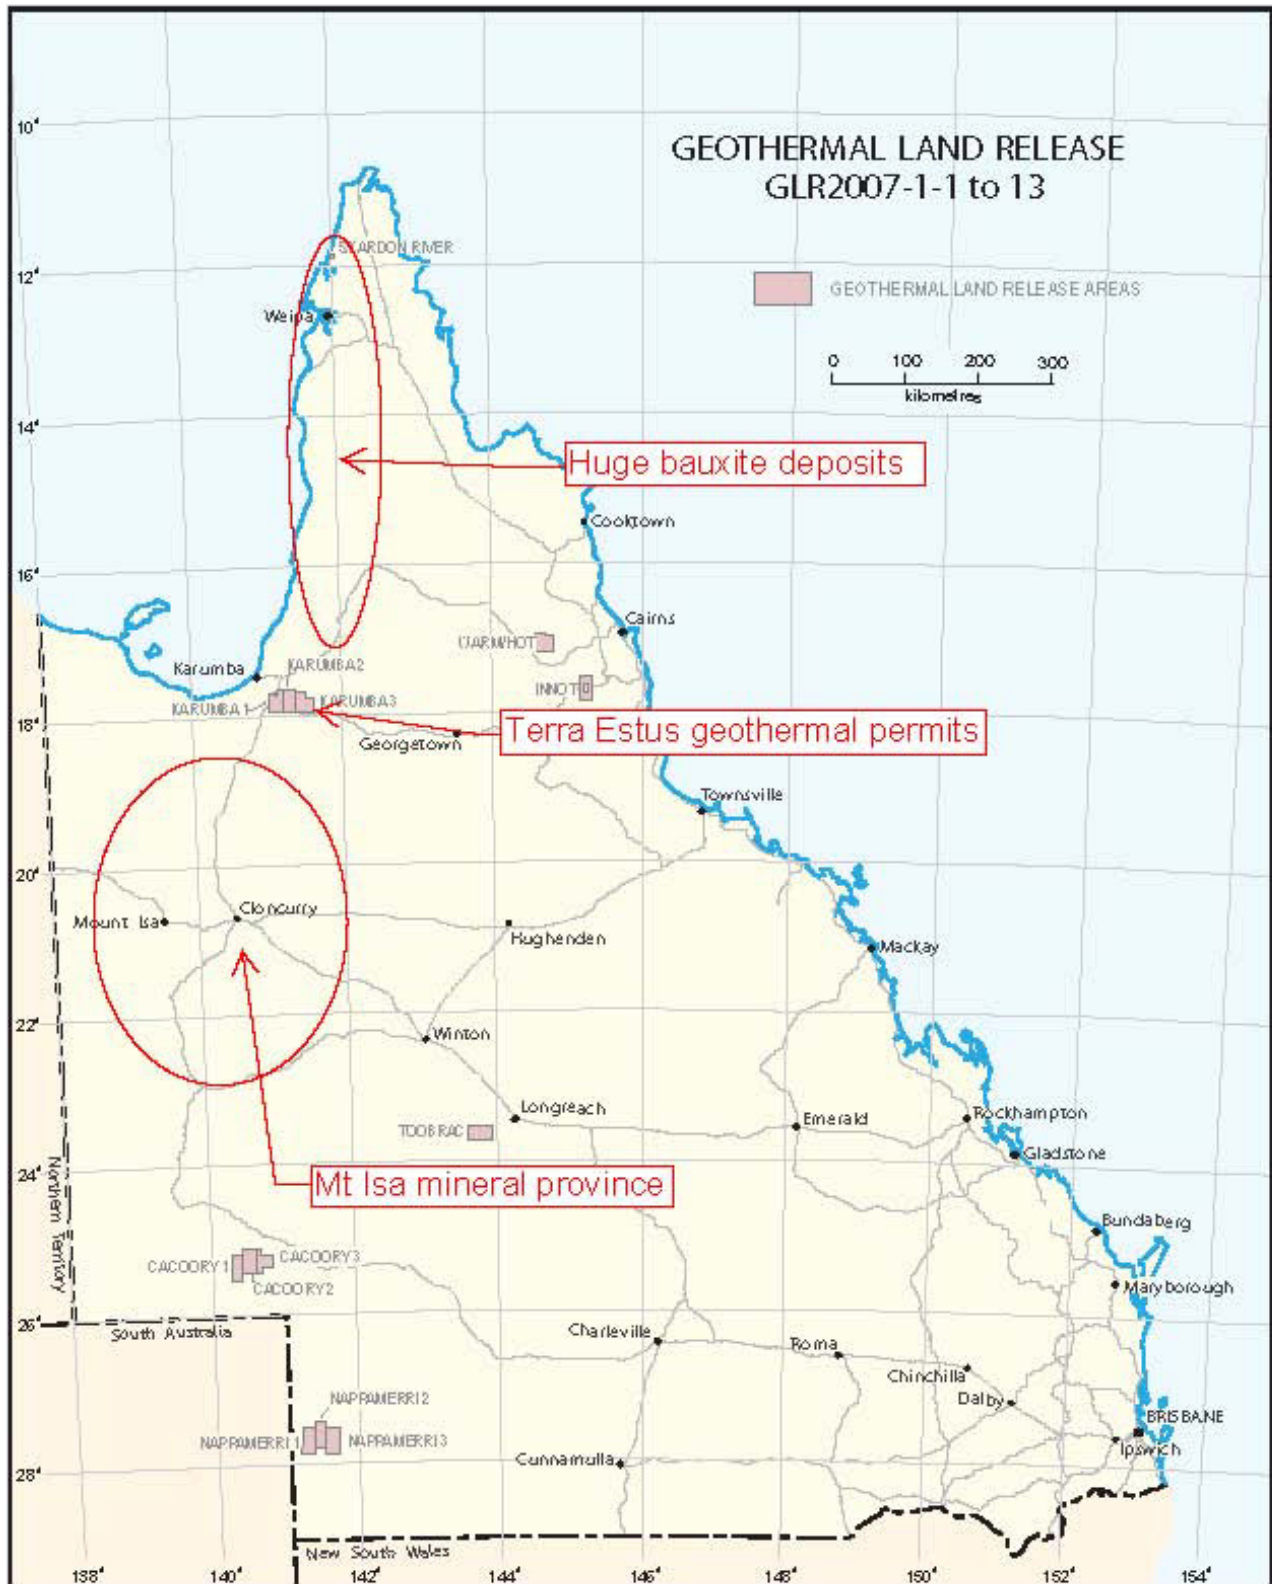 GEOTHERMAL LAND RELEASE
GLR2007-1-1 to 13
10°
SKARDON RIVER
12°
GEOTHERMAL LAND RELEASE AREAS
Weipa
0 100 200 300
kilometres
14°
Huge bauxite deposits
Cooktown
16°
Cairns
Karumba
KARUMBA2
KARUMBA1
KARUMBA3
INNOT
18°
Georgetown
Terra Estus geothermal permits
Townsville
20°
Mount Isa
Cloncurry
Hughenden
Mackay
22°
Winton
Longreach
TOOBRAC
Emerald
Rockhampton
Gladstone
24°
Mt Isa mineral province
Northern Territory
Bundaberg
CACOORY1
CACOORY3
CACOORY2
Maryborough
26°
South Australia
Charleville
Roma
Chinchilla
Dalby
NAPPAMERRI2
BRISBANE
NAPPAMERRI1
NAPPAMERRI3
Ipswich
Cunnamulla
28°
New South Wales
138° 140° 142° 144° 146° 148° 150° 152° 154°